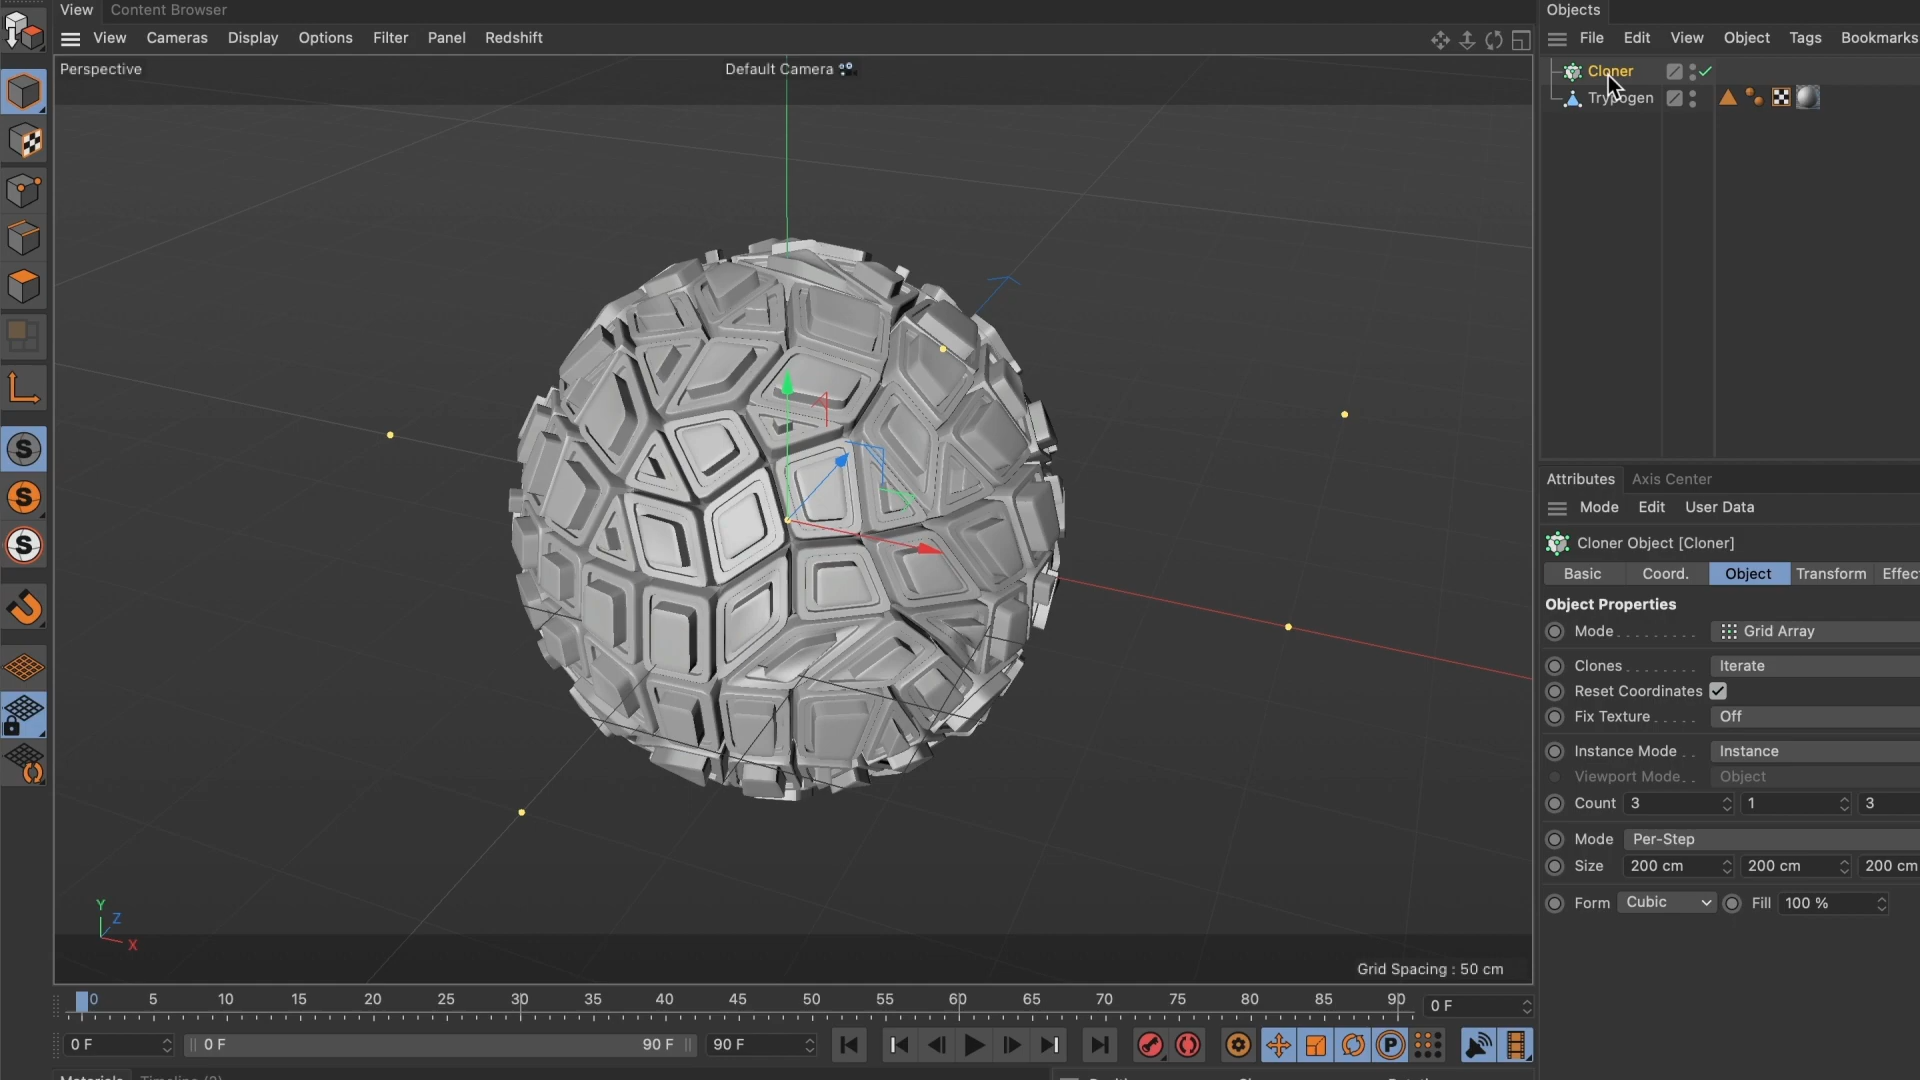 View Content Browser
View Cameras Display Options Filter Panel Redshift
Perspective
Default Camera
Grid Spacing : 50 cm
Y
Z
X
0 5 10 15 20 25 30 35 40 45 50 55 60 65 70 75 80 85 90
0 F
0 F
0 F
90 F
90 F
S
S
S
P
Objects
File Edit View Object Tags Bookmarks
Cloner
Trypogen
Attributes Axis Center
Mode Edit User Data
Cloner Object [Cloner]
Basic Coord. Object Transform Effec
Object Properties
Mode . . . . . . . . Grid Array
Clones . . . . . . . . Iterate
Reset Coordinates
Fix Texture . . . . . Off
Instance Mode . . Instance
Viewport Mode. . Object
Count 3 1 3
Mode Per-Step
Size 200 cm 200 cm 200 cm
Form Cubic Fill 100 %